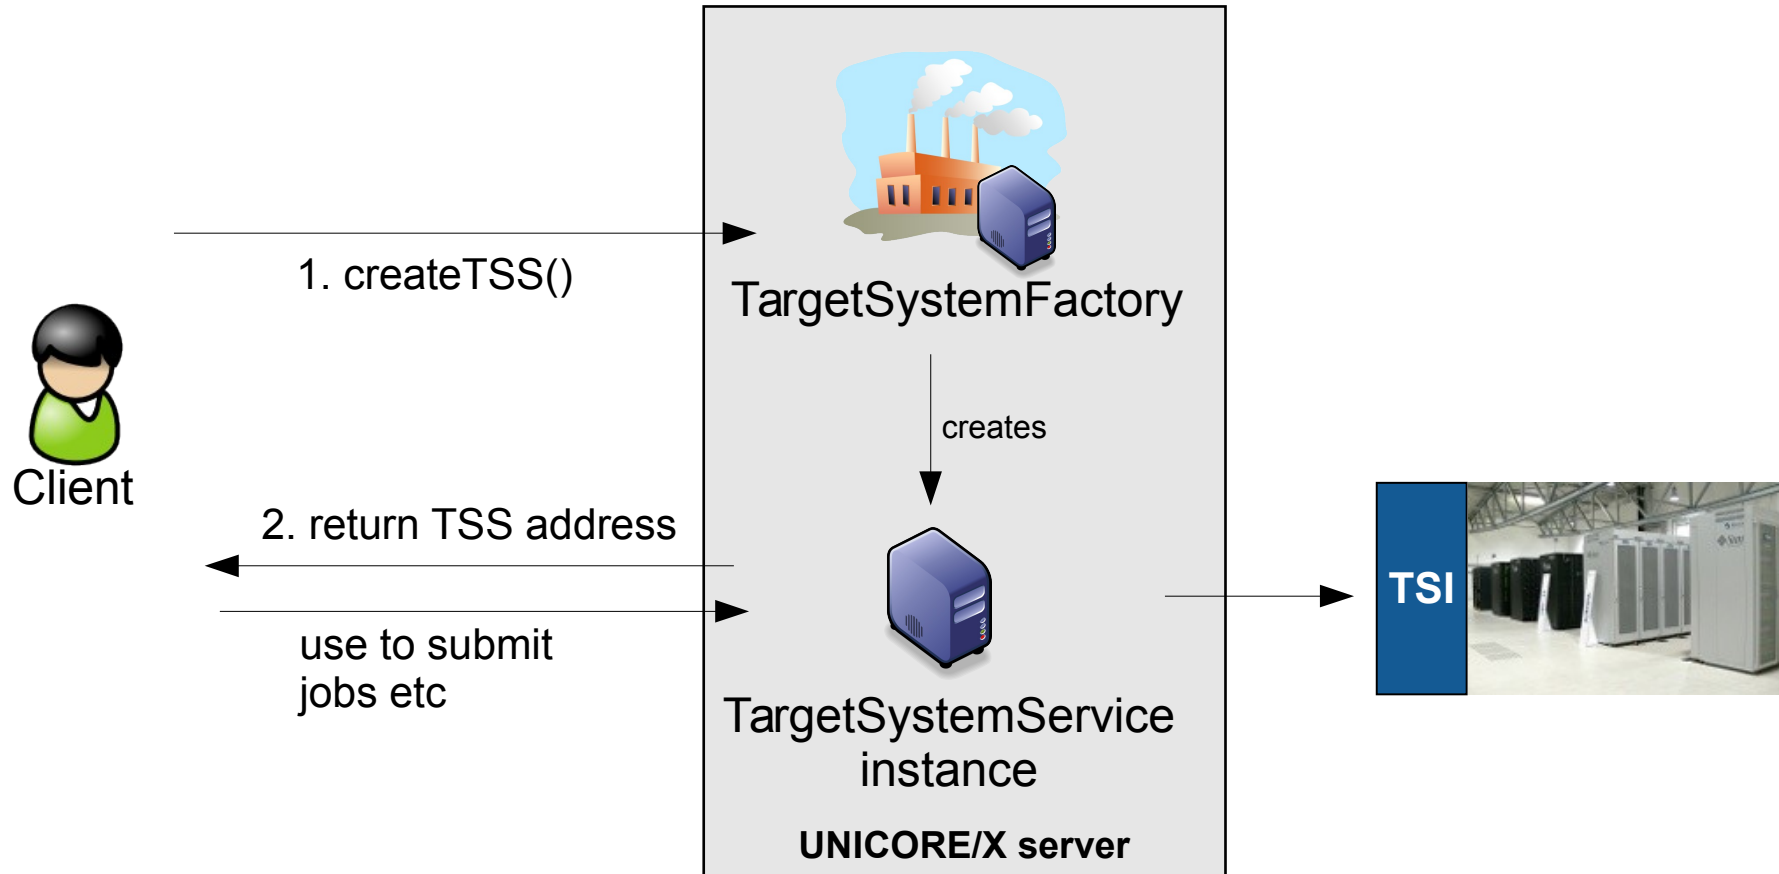 1. createTSS()
TargetSystemFactory
creates
Client
2. return TSS address
use to submit
jobs etc
TSI
TargetSystemService
instance
UNICORE/X server